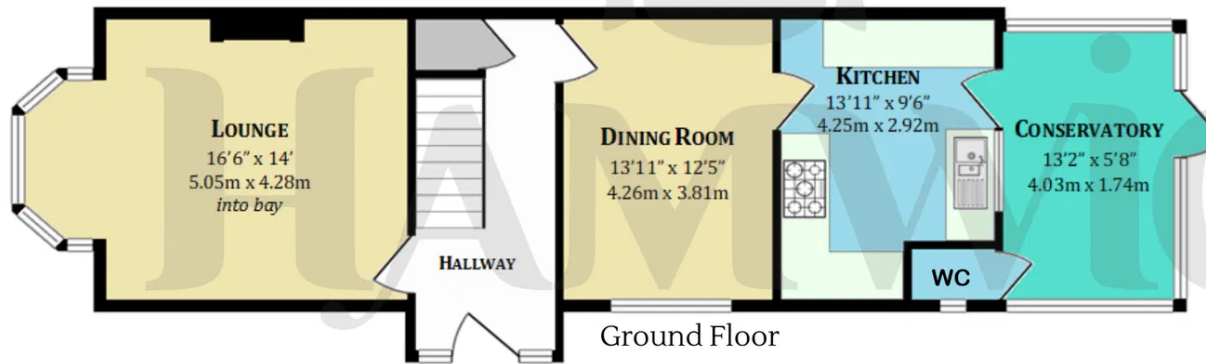 LOUNGE
16'6" x 14'
5.05m x 4.28m
into bay
HALLWAY
DINING ROOM
13'11" x 12'5"
4.26m x 3.81m
KITCHEN
13'11" x 9'6"
4.25m x 2.92m
WC
CONSERVATORY
13'2" x 5'8"
4.03m x 1.74m
Ground Floor